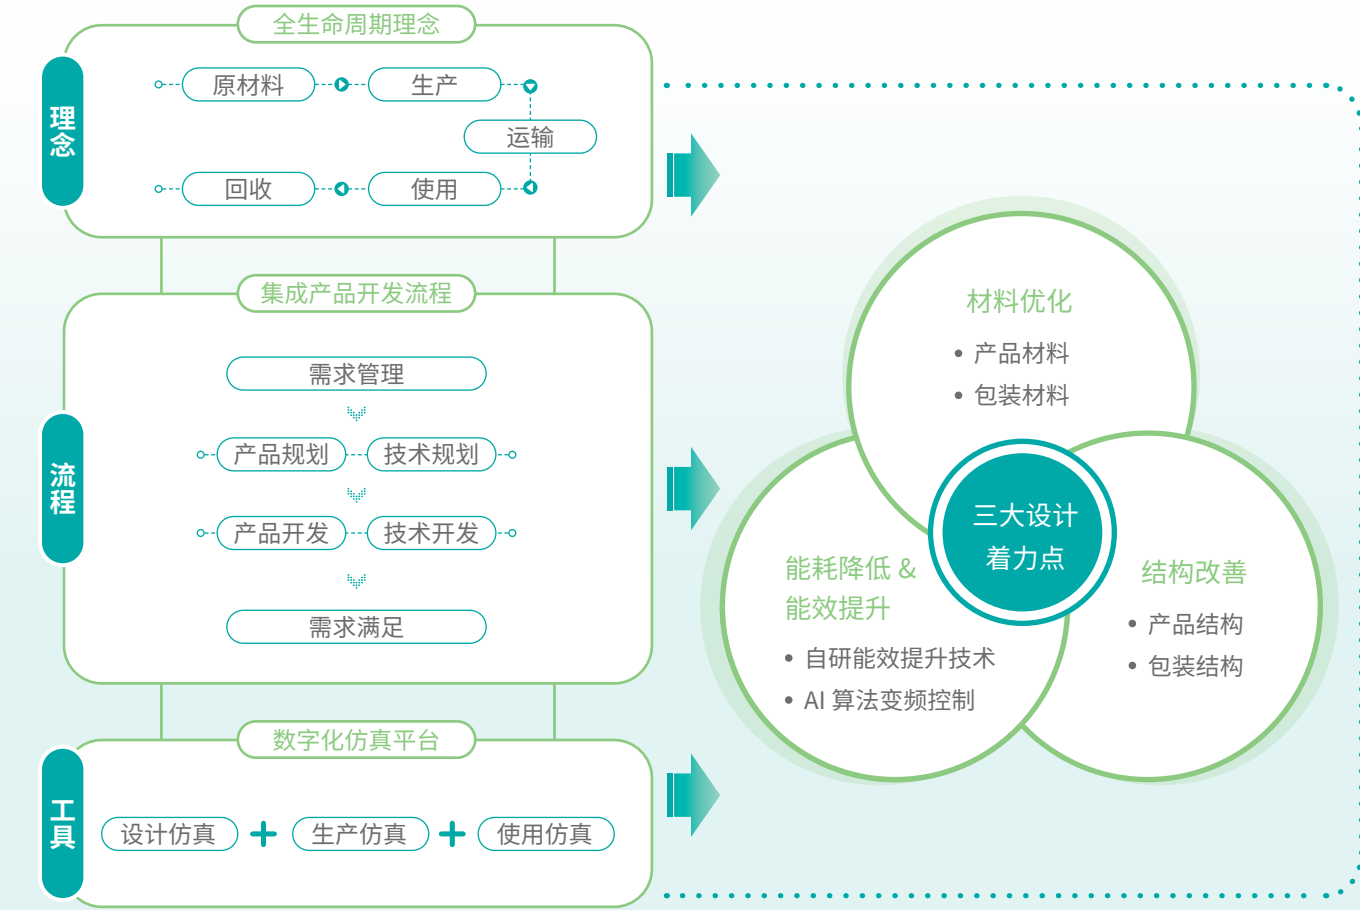 理念
全生命周期理念
原材料
生产
运输
回收
使用
流程
集成产品开发流程
需求管理
产品规划
技术规划
产品开发
技术开发
需求满足
工具
数字化仿真平台
设计仿真
生产仿真
使用仿真
材料优化
• 产品材料
• 包装材料
三大设计
着力点
能耗降低 &
能效提升
• 自研能效提升技术
• AI 算法变频控制
结构改善
• 产品结构
• 包装结构